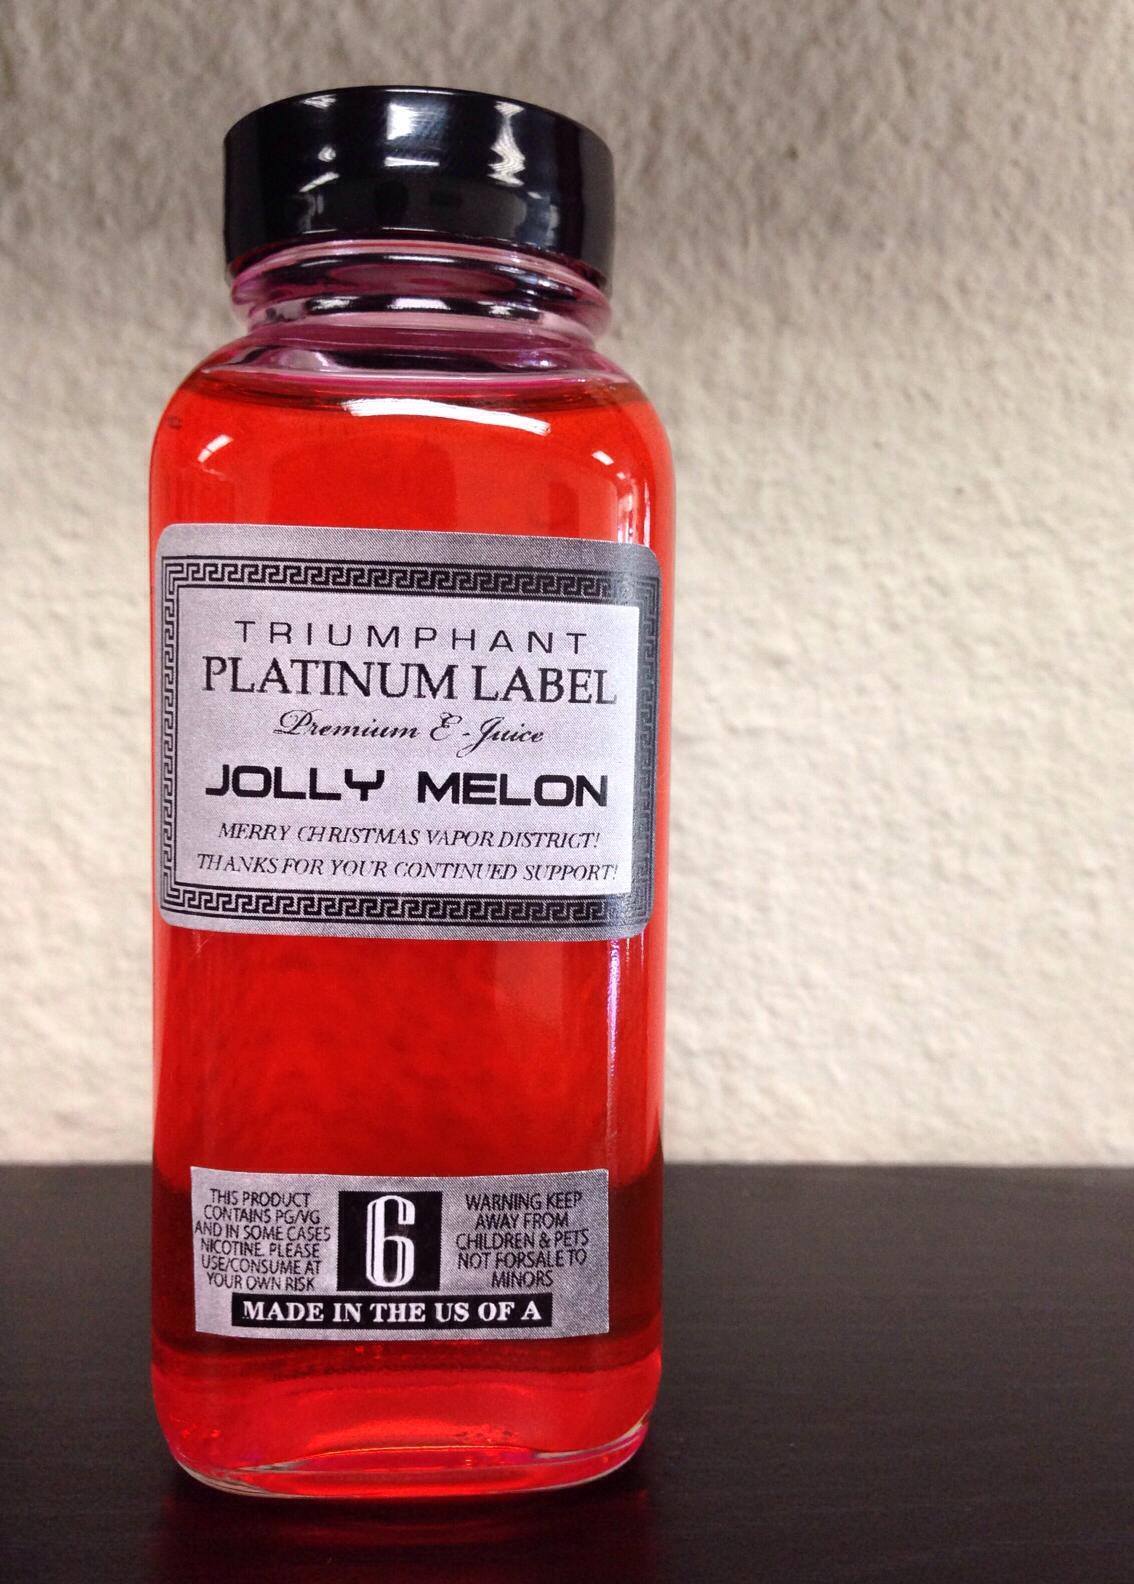 TRIUMPHANT
PLATINUM LABEL
Premium E-Juice
JOLLY MELON
MERRY CHRISTMAS VAPOR DISTRICT!
THANKS FOR YOUR CONTINUED SUPPORT!
THIS PRODUCT
CONTAINS PG/VG
AND IN SOME CASES
NICOTINE. PLEASE
USE/CONSUME AT
YOUR OWN RISK
6
WARNING KEEP
AWAY FROM
CHILDREN & PETS
NOT FORSALE TO
MINORS
MADE IN THE US OF A